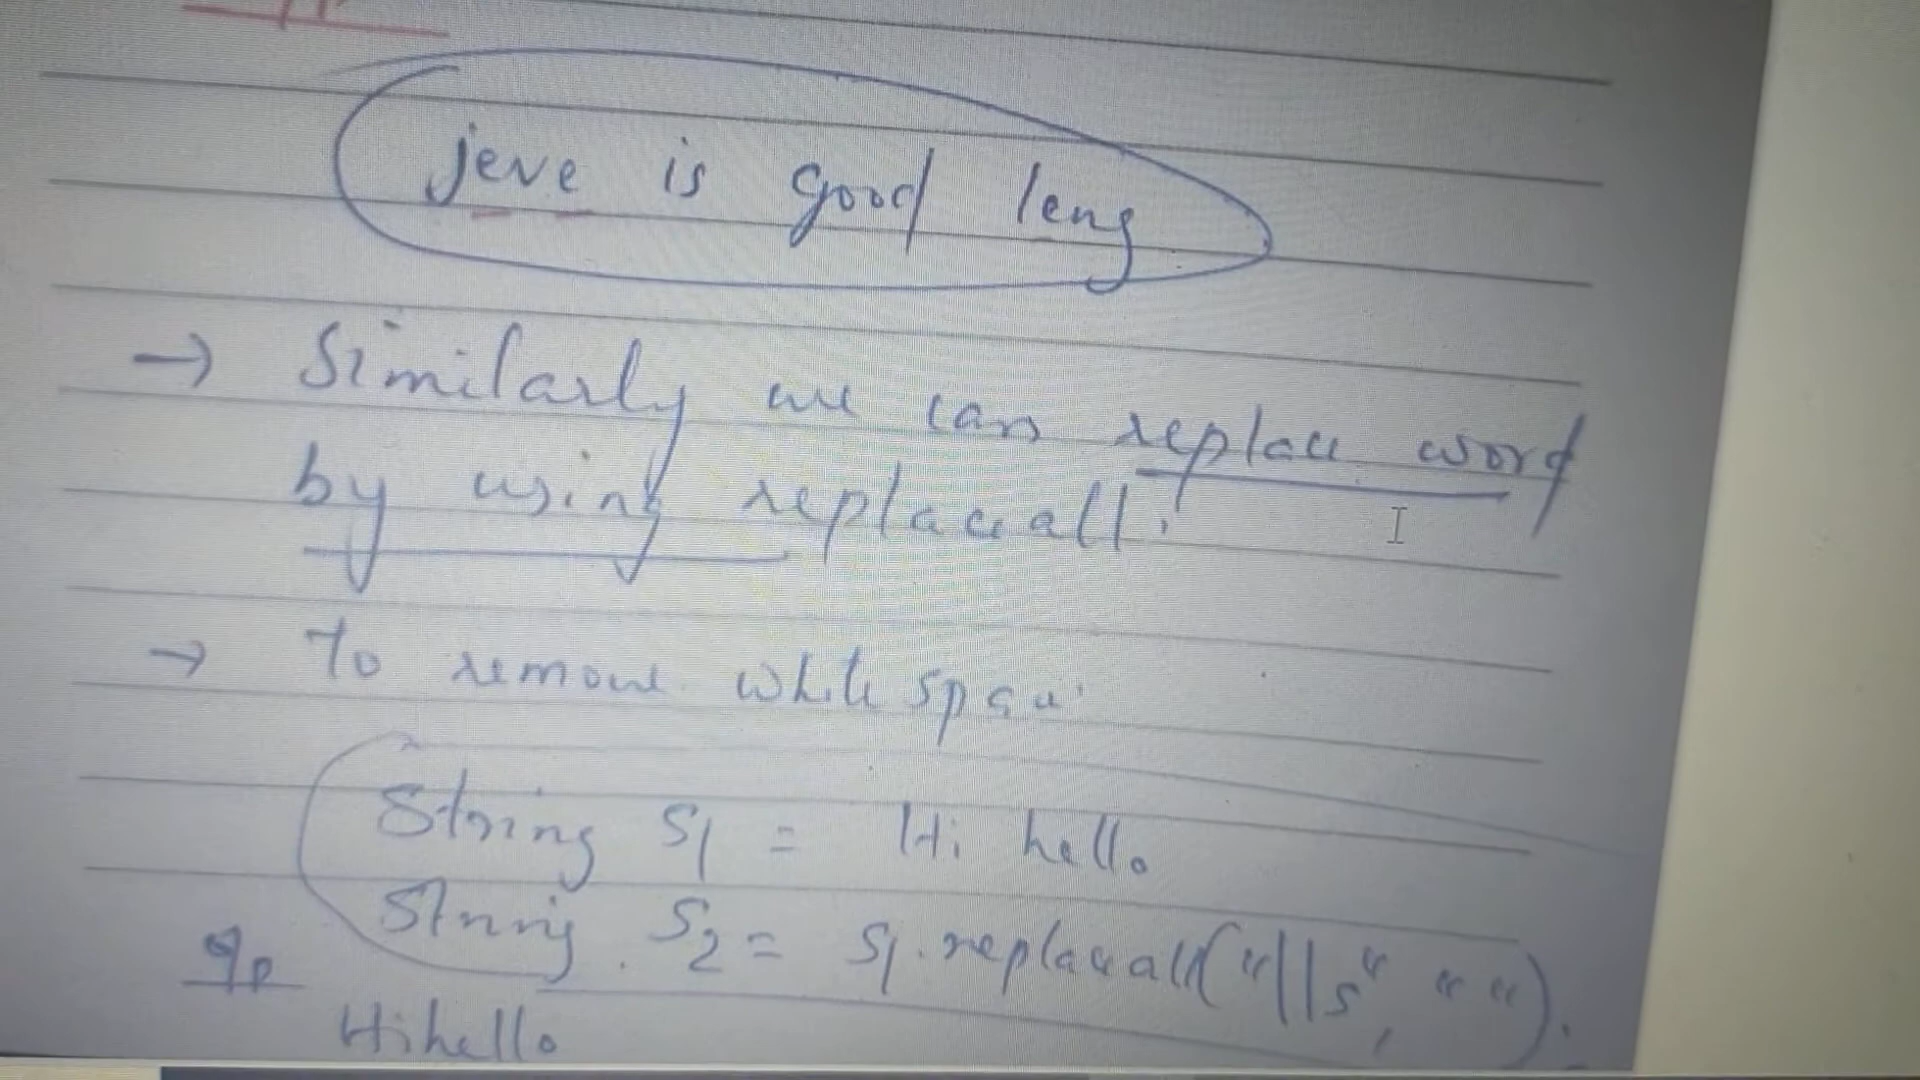 jeve is good leng
→ Similarly we can replace word
by using replaceall.
→ To remove white space
String S1 = Hi hello
String S2 = S1.replaceall("\\s", " ").
Hihello